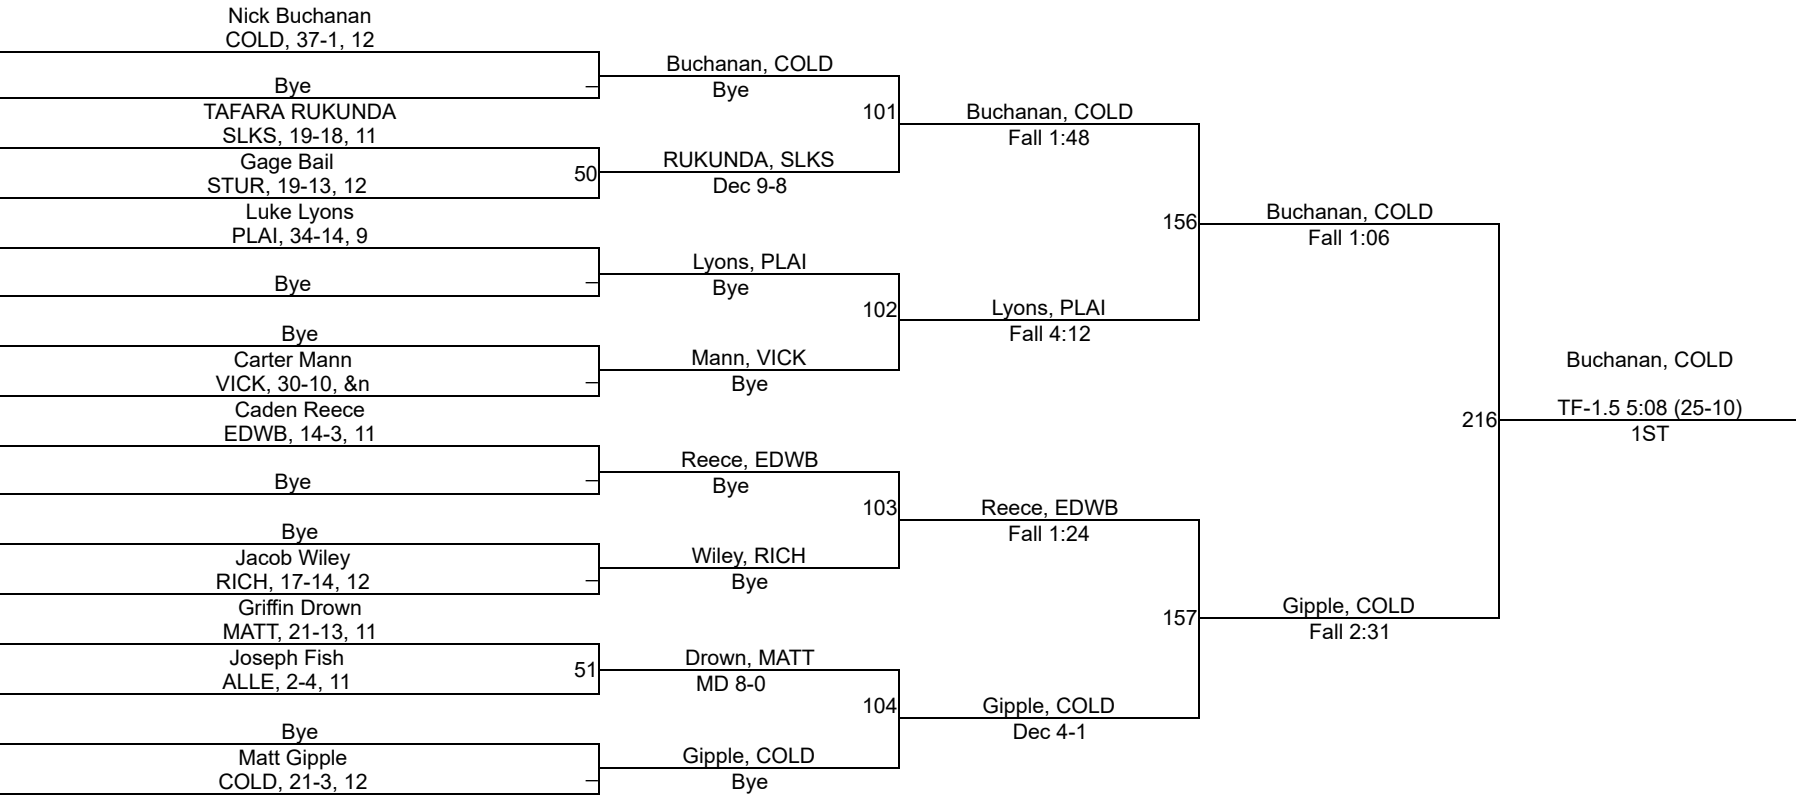 Nick Buchanan
COLD, 37-1, 12
Bye
TAFARA RUKUNDA
SLKS, 19-18, 11
Gage Bail
STUR, 19-13, 12
Luke Lyons
PLAI, 34-14, 9
Bye
Bye
Carter Mann
VICK, 30-10, &n
Caden Reece
EDWB, 14-3, 11
Bye
Bye
Jacob Wiley
RICH, 17-14, 12
Griffin Drown
MATT, 21-13, 11
Joseph Fish
ALLE, 2-4, 11
Bye
Matt Gipple
COLD, 21-3, 12
–
50
–
–
–
–
51
–
Buchanan, COLD
Bye
RUKUNDA, SLKS
Dec 9-8
Lyons, PLAI
Bye
Mann, VICK
Bye
Reece, EDWB
Bye
Wiley, RICH
Bye
Drown, MATT
MD 8-0
Gipple, COLD
Bye
101
102
103
104
Buchanan, COLD
Fall 1:48
Lyons, PLAI
Fall 4:12
Reece, EDWB
Fall 1:24
Gipple, COLD
Dec 4-1
156
157
Buchanan, COLD
Fall 1:06
Gipple, COLD
Fall 2:31
216
Buchanan, COLD
TF-1.5 5:08 (25-10)
1ST